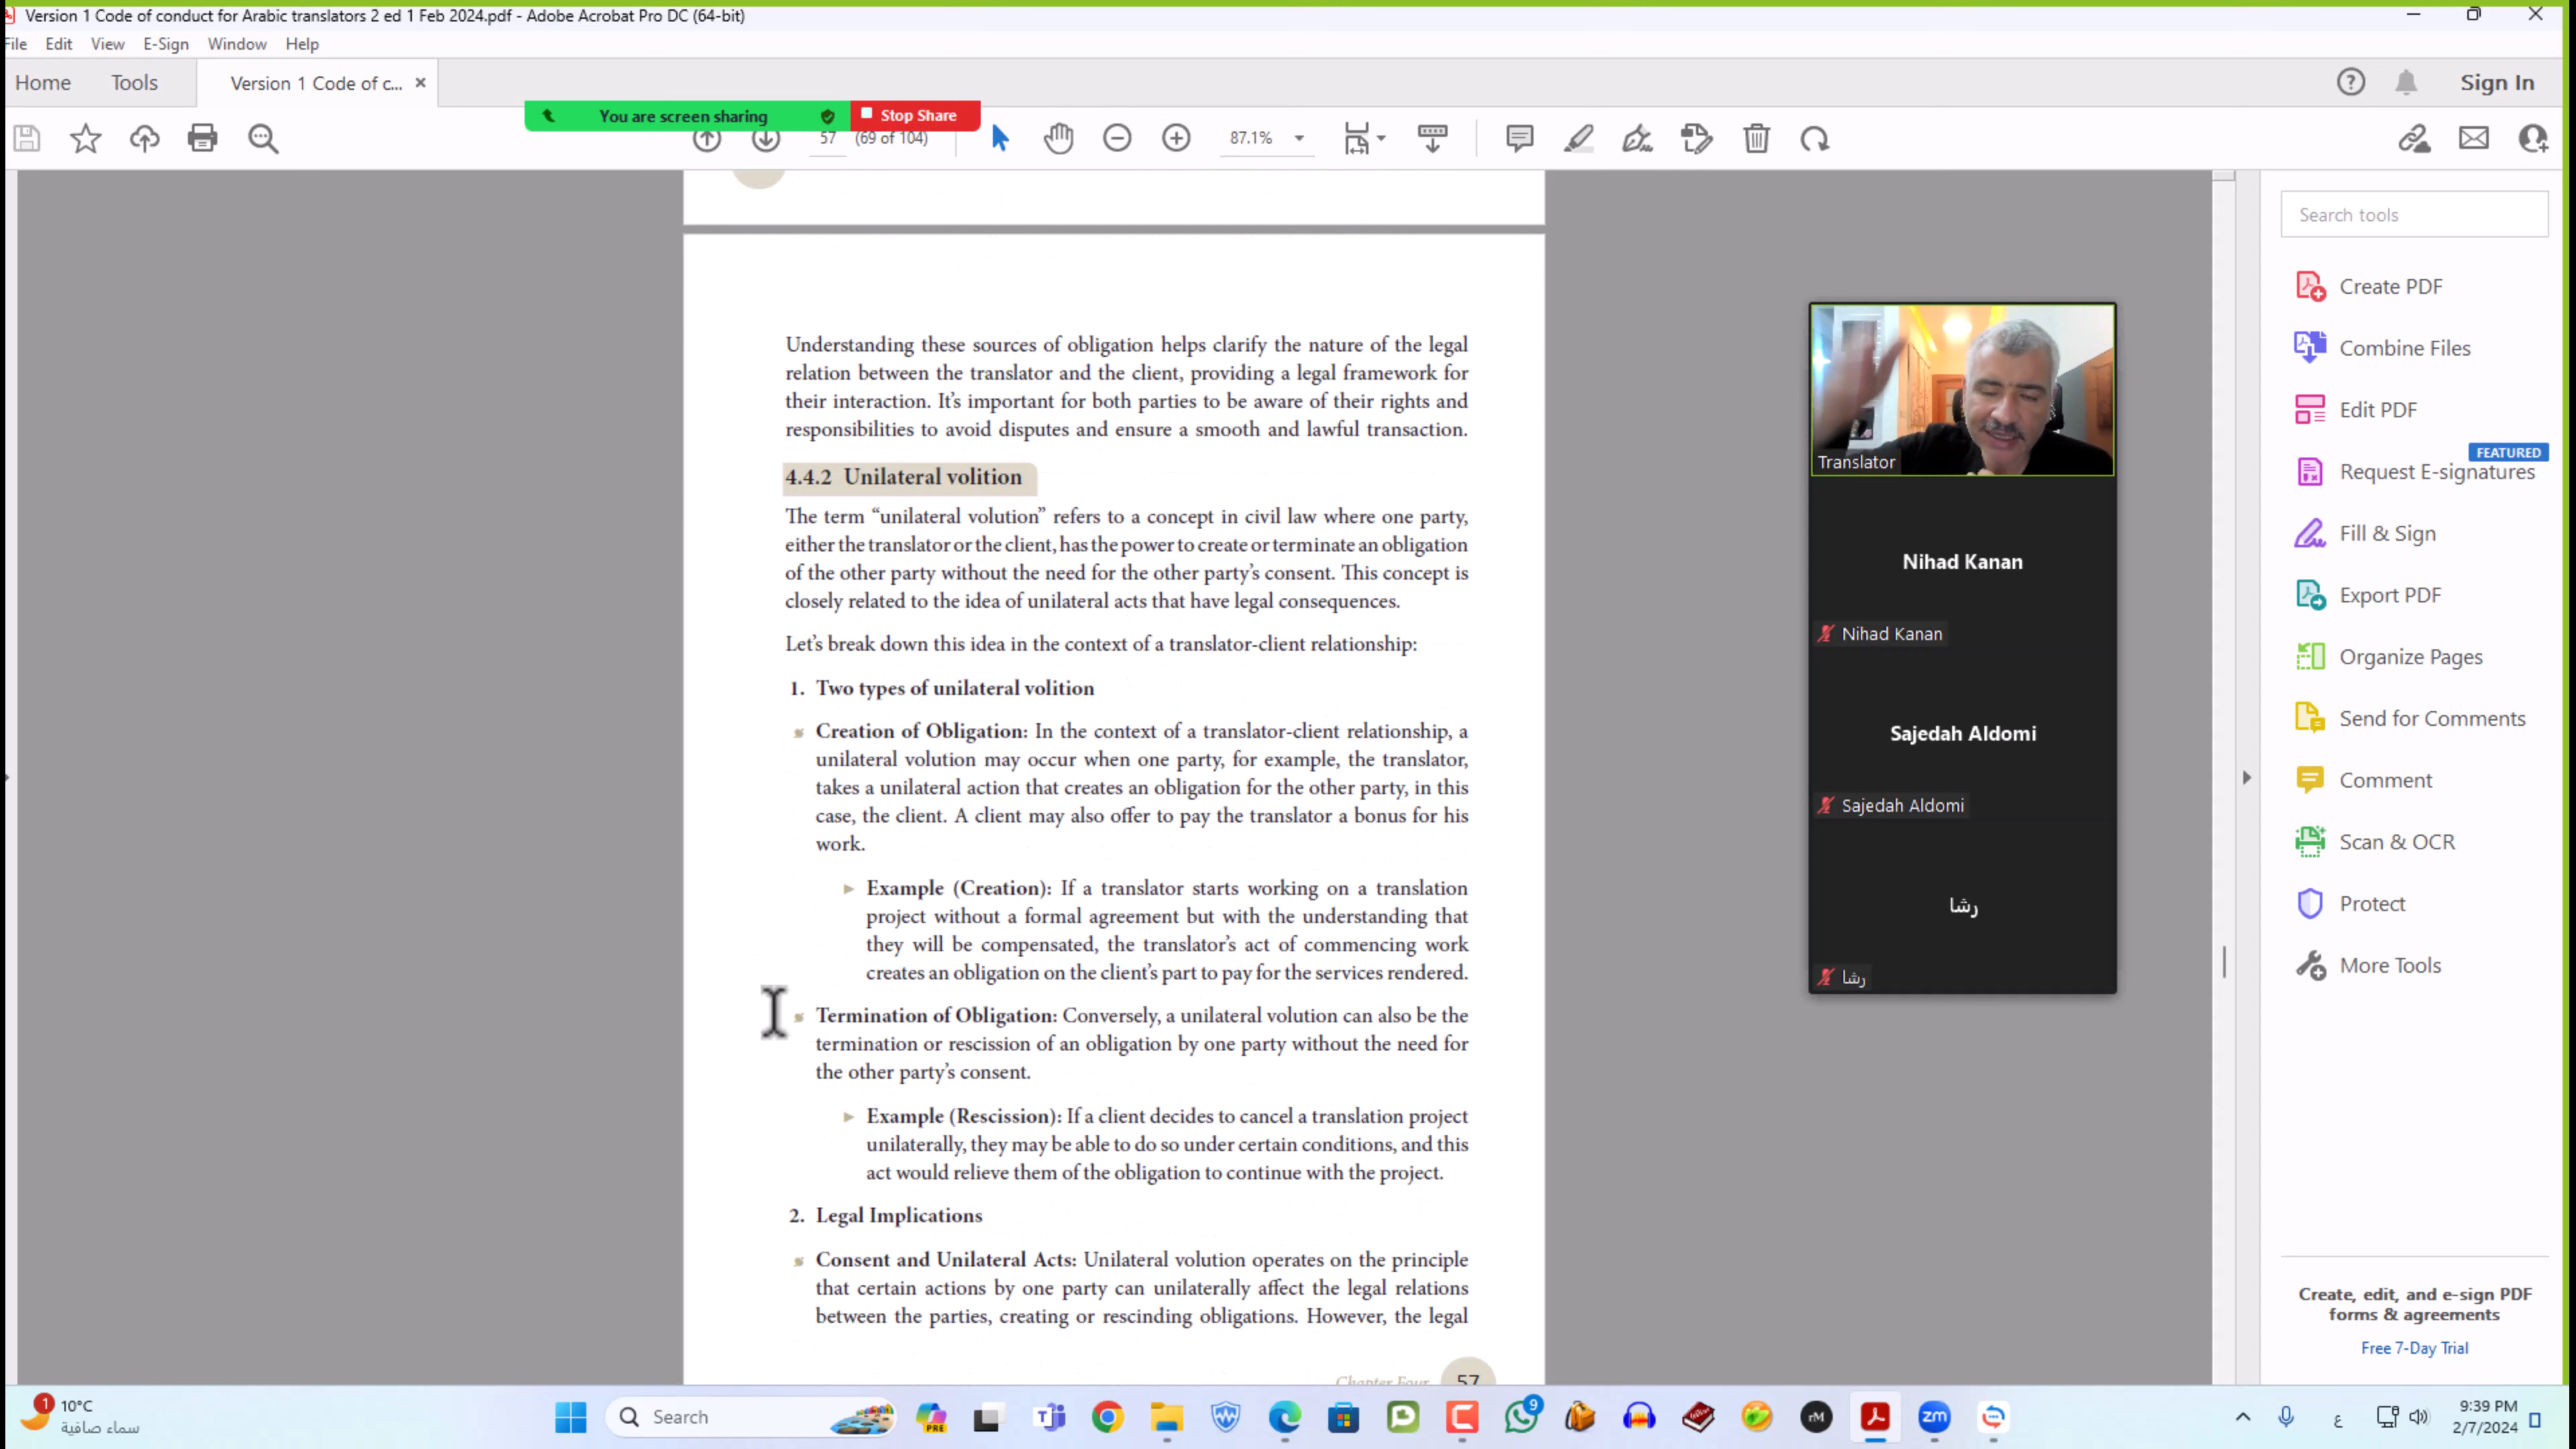 Version 1 Code of conduct for Arabic translators 2 ed 1 Feb 2024.pdf - Adobe Acrobat Pro DC (64-bit)
File Edit View E-Sign Window Help
Home Tools Version 1 Code of c... Sign In
You are screen sharing Stop Share
57 (69 of 104) 87.1%
Understanding these sources of obligation helps clarify the nature of the legal
relation between the translator and the client, providing a legal framework for
their interaction. It's important for both parties to be aware of their rights and
responsibilities to avoid disputes and ensure a smooth and lawful transaction.
4.4.2 Unilateral volition
The term “unilateral volution” refers to a concept in civil law where one party,
either the translator or the client, has the power to create or terminate an obligation
of the other party without the need for the other party's consent. This concept is
closely related to the idea of unilateral acts that have legal consequences.
Let's break down this idea in the context of a translator-client relationship:
1. Two types of unilateral volition
Creation of Obligation: In the context of a translator-client relationship, a
unilateral volution may occur when one party, for example, the translator,
takes a unilateral action that creates an obligation for the other party, in this
case, the client. A client may also offer to pay the translator a bonus for his
work.
Example (Creation): If a translator starts working on a translation
project without a formal agreement but with the understanding that
they will be compensated, the translator's act of commencing work
creates an obligation on the client's part to pay for the services rendered.
Termination of Obligation: Conversely, a unilateral volution can also be the
termination or rescission of an obligation by one party without the need for
the other party's consent.
Example (Rescission): If a client decides to cancel a translation project
unilaterally, they may be able to do so under certain conditions, and this
act would relieve them of the obligation to continue with the project.
2. Legal Implications
Consent and Unilateral Acts: Unilateral volution operates on the principle
that certain actions by one party can unilaterally affect the legal relations
between the parties, creating or rescinding obligations. However, the legal
Chapter Four 57
Translator
Nihad Kanan
Nihad Kanan
Sajedah Aldomi
Sajedah Aldomi
رشا
رشا
Search tools
Create PDF
Combine Files
Edit PDF
FEATURED
Request E-signatures
Fill & Sign
Export PDF
Organize Pages
Send for Comments
Comment
Scan & OCR
Protect
More Tools
Create, edit, and e-sign PDF
forms & agreements
Free 7-Day Trial
1
10°C
سماء صافية
Search
PRE
9
rM
zm
ع
9:39 PM
2/7/2024